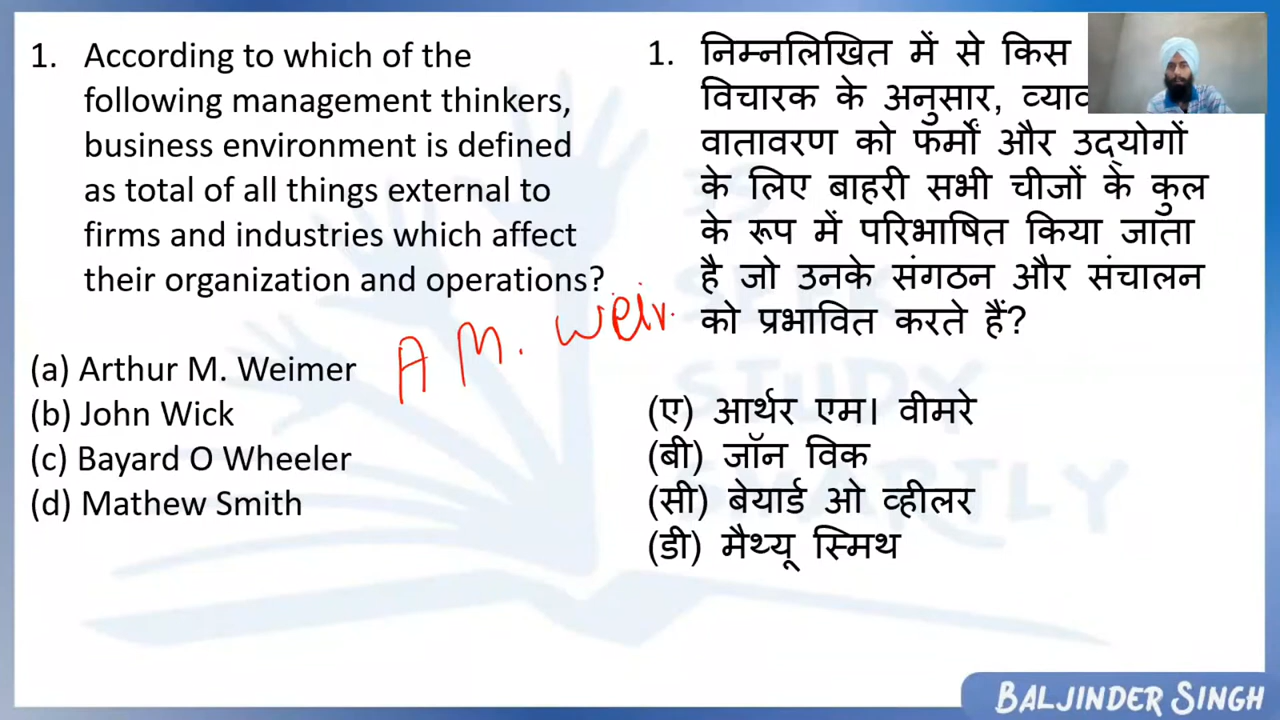 1. According to which of the
following management thinkers,
business environment is defined
as total of all things external to
firms and industries which affect
their organization and operations?
(a) Arthur M. Weimer
(b) John Wick
(c) Bayard O Wheeler
(d) Mathew Smith
A M. Weir.
1. निम्नलिखित में से किस
विचारक के अनुसार,
वातावरण को फर्मों और उद्योगों
के लिए बाहरी सभी चीजों के कुल
के रूप में परिभाषित किया जाता
है जो उनके संगठन और संचालन
को प्रभावित करते हैं?
(ए) आर्थर एम। वीमरे
(बी) जॉन विक
(सी) बेयार्ड ओ व्हीलर
(डी) मैथ्यू स्मिथ
STUDY
BALJINDER SINGH